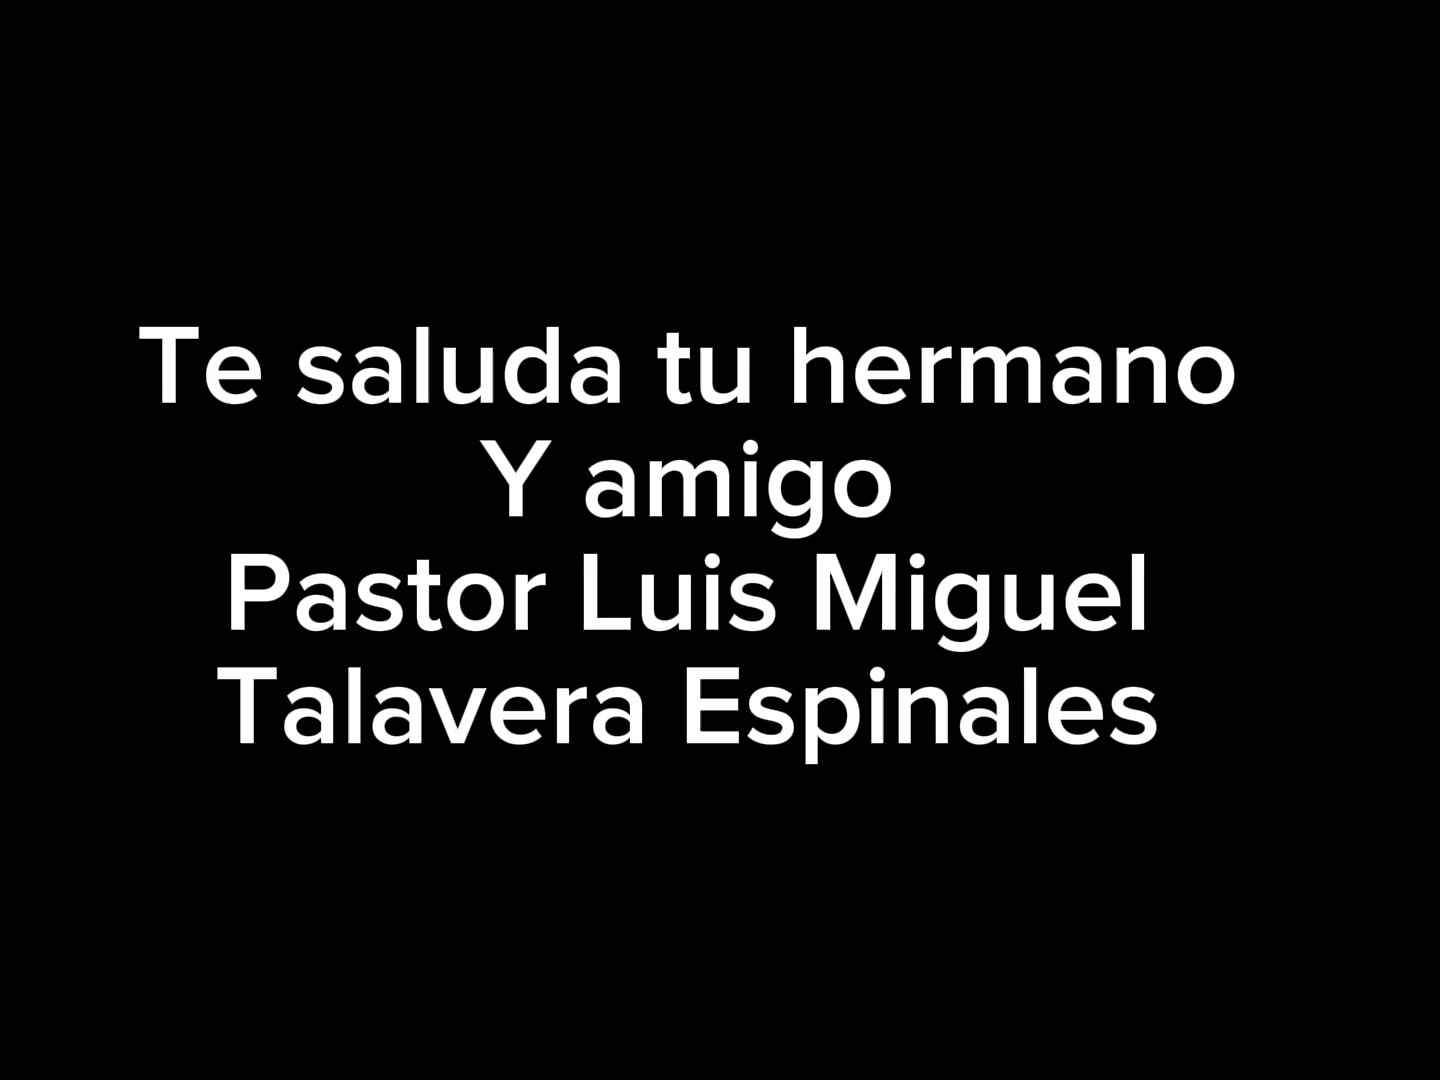 Te saluda tu hermano
Y amigo
Pastor Luis Miguel
Talavera Espinales